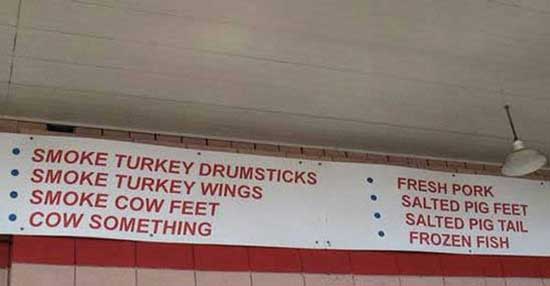 SMOKE TURKEY DRUMSTICKS
SMOKE TURKEY WINGS
SMOKE COW FEET
COW SOMETHING
FRESH PORK
SALTED PIG FEET
SALTED PIG TAIL
FROZEN FISH